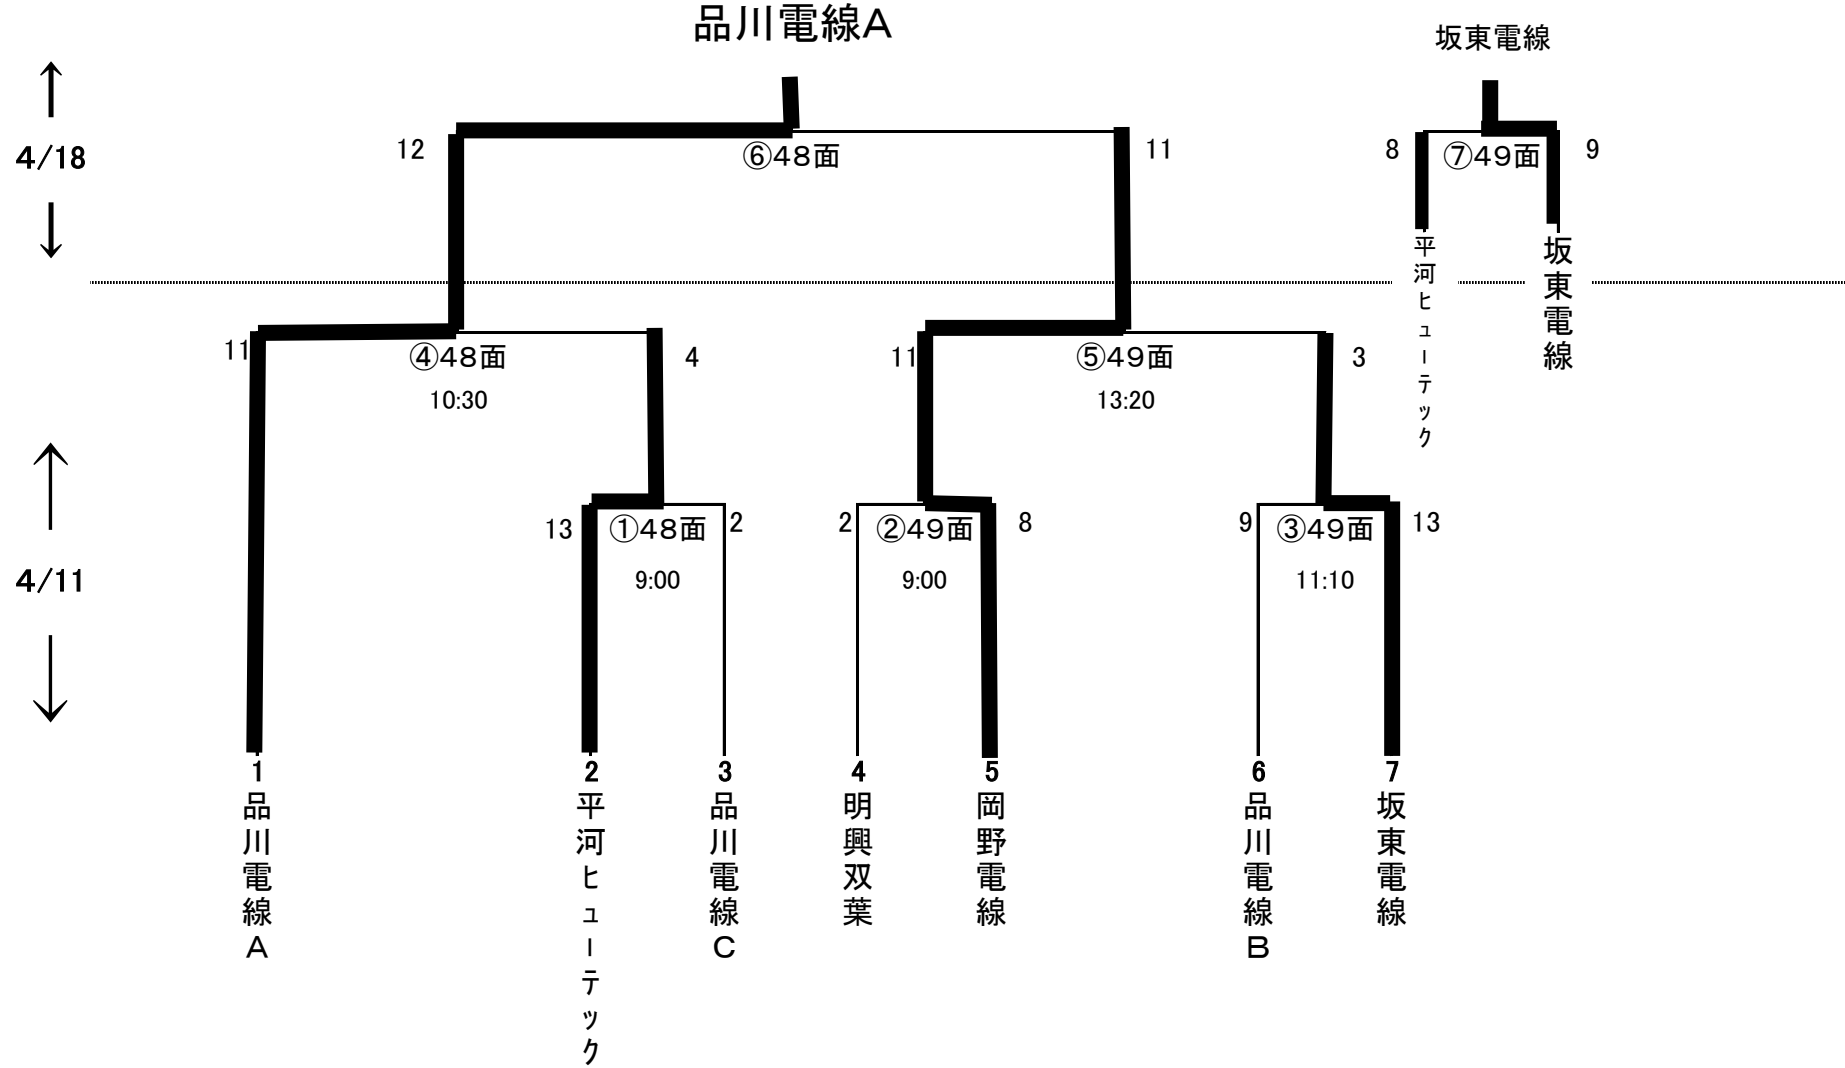 品川電線A
坂東電線
4/18
12
⑥48面
11
8
⑦49面
9
平河ヒューテック
坂東電線
11
④48面
4
11
⑤49面
3
10:30
13:20
4/11
13
①48面
2
2
②49面
8
9
③49面
13
9:00
9:00
11:10
1
2
3
4
5
6
7
品川電線A
平河ヒューテック
品川電線C
明興双葉
岡野電線
品川電線B
坂東電線